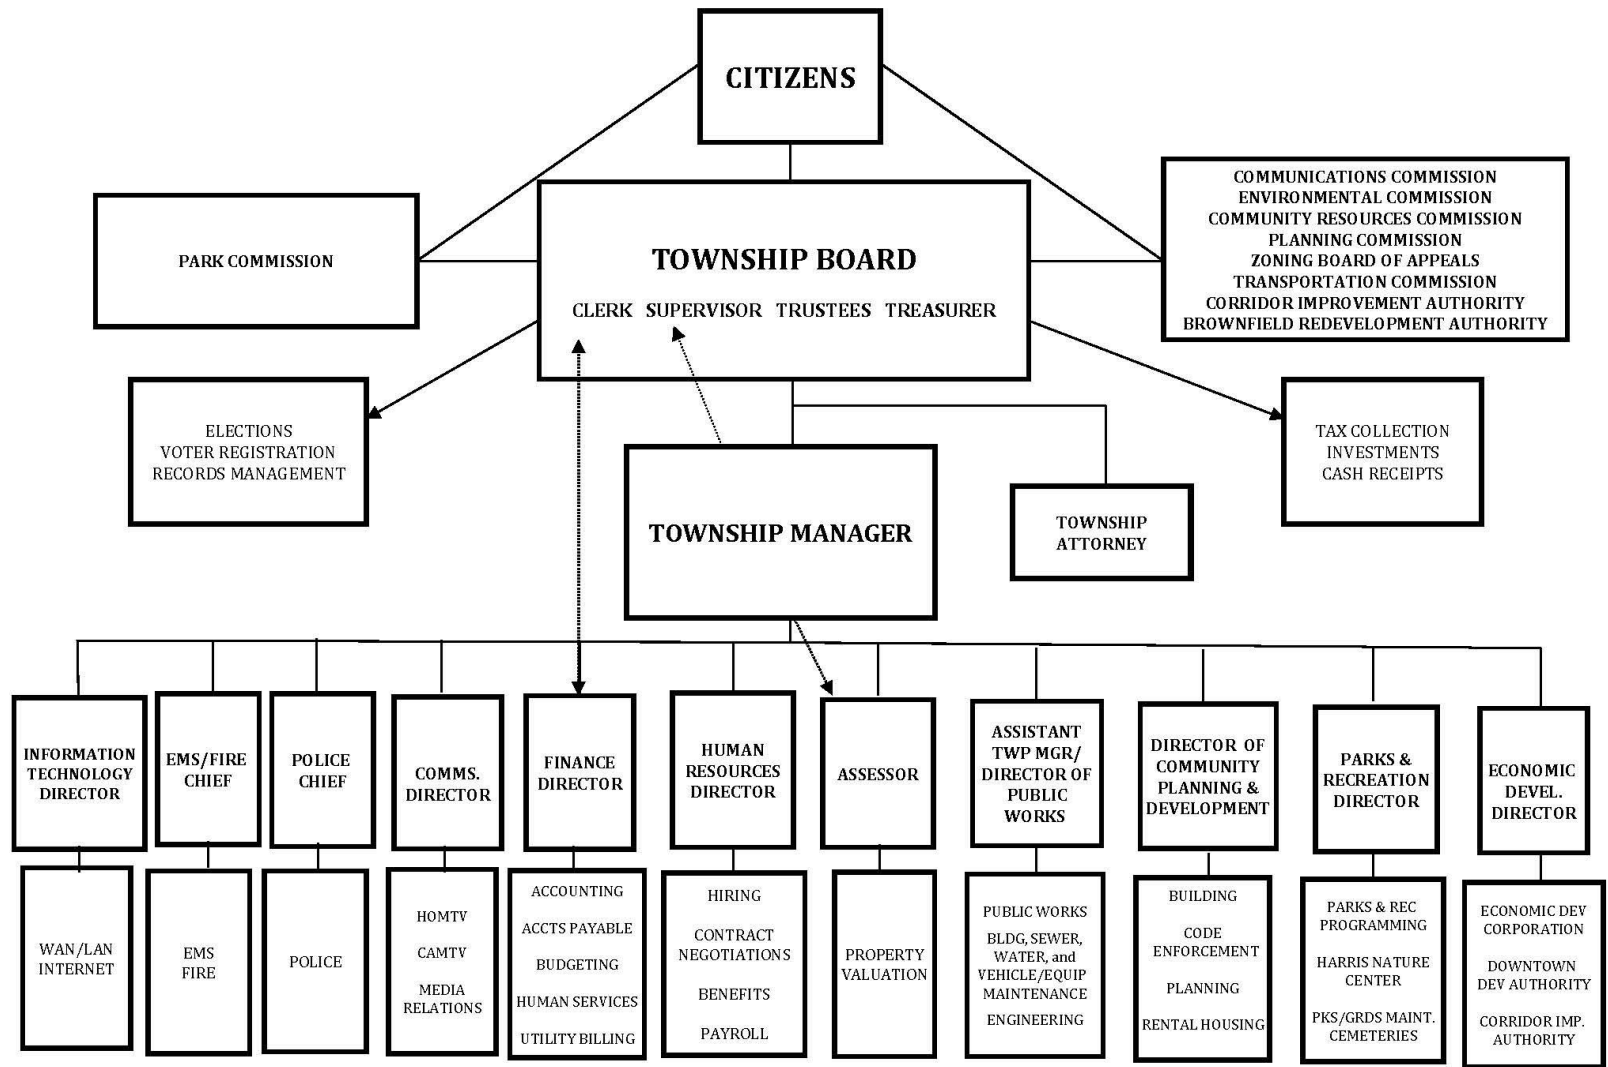 CITIZENS
PARK COMMISSION
TOWNSHIP BOARD
CLERK SUPERVISOR TRUSTEES TREASURER
COMMUNICATIONS COMMISSION
ENVIRONMENTAL COMMISSION
COMMUNITY RESOURCES COMMISSION
PLANNING COMMISSION
ZONING BOARD OF APPEALS
TRANSPORTATION COMMISSION
CORRIDOR IMPROVEMENT AUTHORITY
BROWNFIELD REDEVELOPMENT AUTHORITY
ELECTIONS
VOTER REGISTRATION
RECORDS MANAGEMENT
TAX COLLECTION
INVESTMENTS
CASH RECEIPTS
TOWNSHIP MANAGER
TOWNSHIP
ATTORNEY
INFORMATION
TECHNOLOGY
DIRECTOR
EMS/FIRE
CHIEF
POLICE
CHIEF
COMMS.
DIRECTOR
FINANCE
DIRECTOR
HUMAN
RESOURCES
DIRECTOR
ASSESSOR
ASSISTANT
TWP MGR/
DIRECTOR OF
PUBLIC
WORKS
DIRECTOR OF
COMMUNITY
PLANNING &
DEVELOPMENT
PARKS &
RECREATION
DIRECTOR
ECONOMIC
DEVEL.
DIRECTOR
WAN/LAN
INTERNET
EMS
FIRE
POLICE
HOMTV
CAMTV
MEDIA
RELATIONS
ACCOUNTING
ACCTS PAYABLE
BUDGETING
HUMAN SERVICES
UTILITY BILLING
HIRING
CONTRACT
NEGOTIATIONS
BENEFITS
PAYROLL
PROPERTY
VALUATION
PUBLIC WORKS
BLDG, SEWER,
WATER, and
VEHICLE/EQUIP
MAINTENANCE
ENGINEERING
BUILDING
CODE
ENFORCEMENT
PLANNING
RENTAL HOUSING
PARKS & REC
PROGRAMMING
HARRIS NATURE
CENTER
PKS/GRDS MAINT.
CEMETERIES
ECONOMIC DEV
CORPORATION
DOWNTOWN
DEV AUTHORITY
CORRIDOR IMP.
AUTHORITY